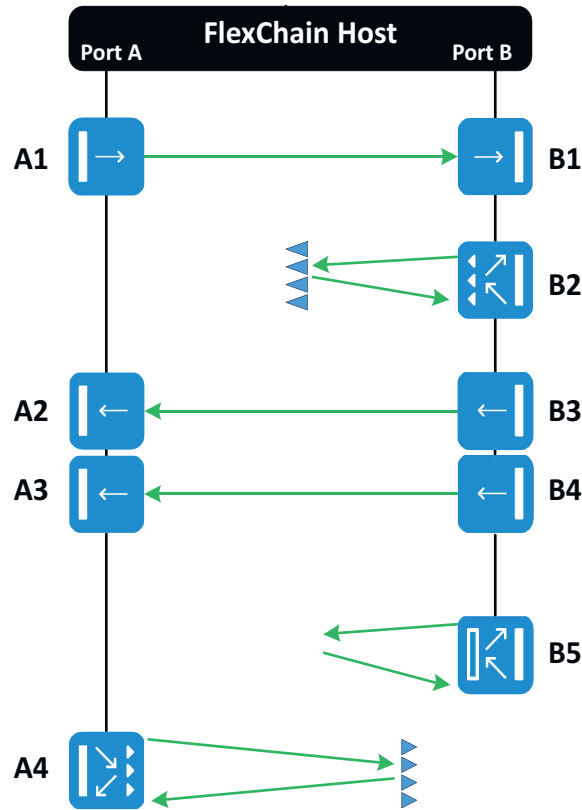 FlexChain Host
Port A Port B
A1 B1
B2
A2 B3
A3 B4
B5
A4